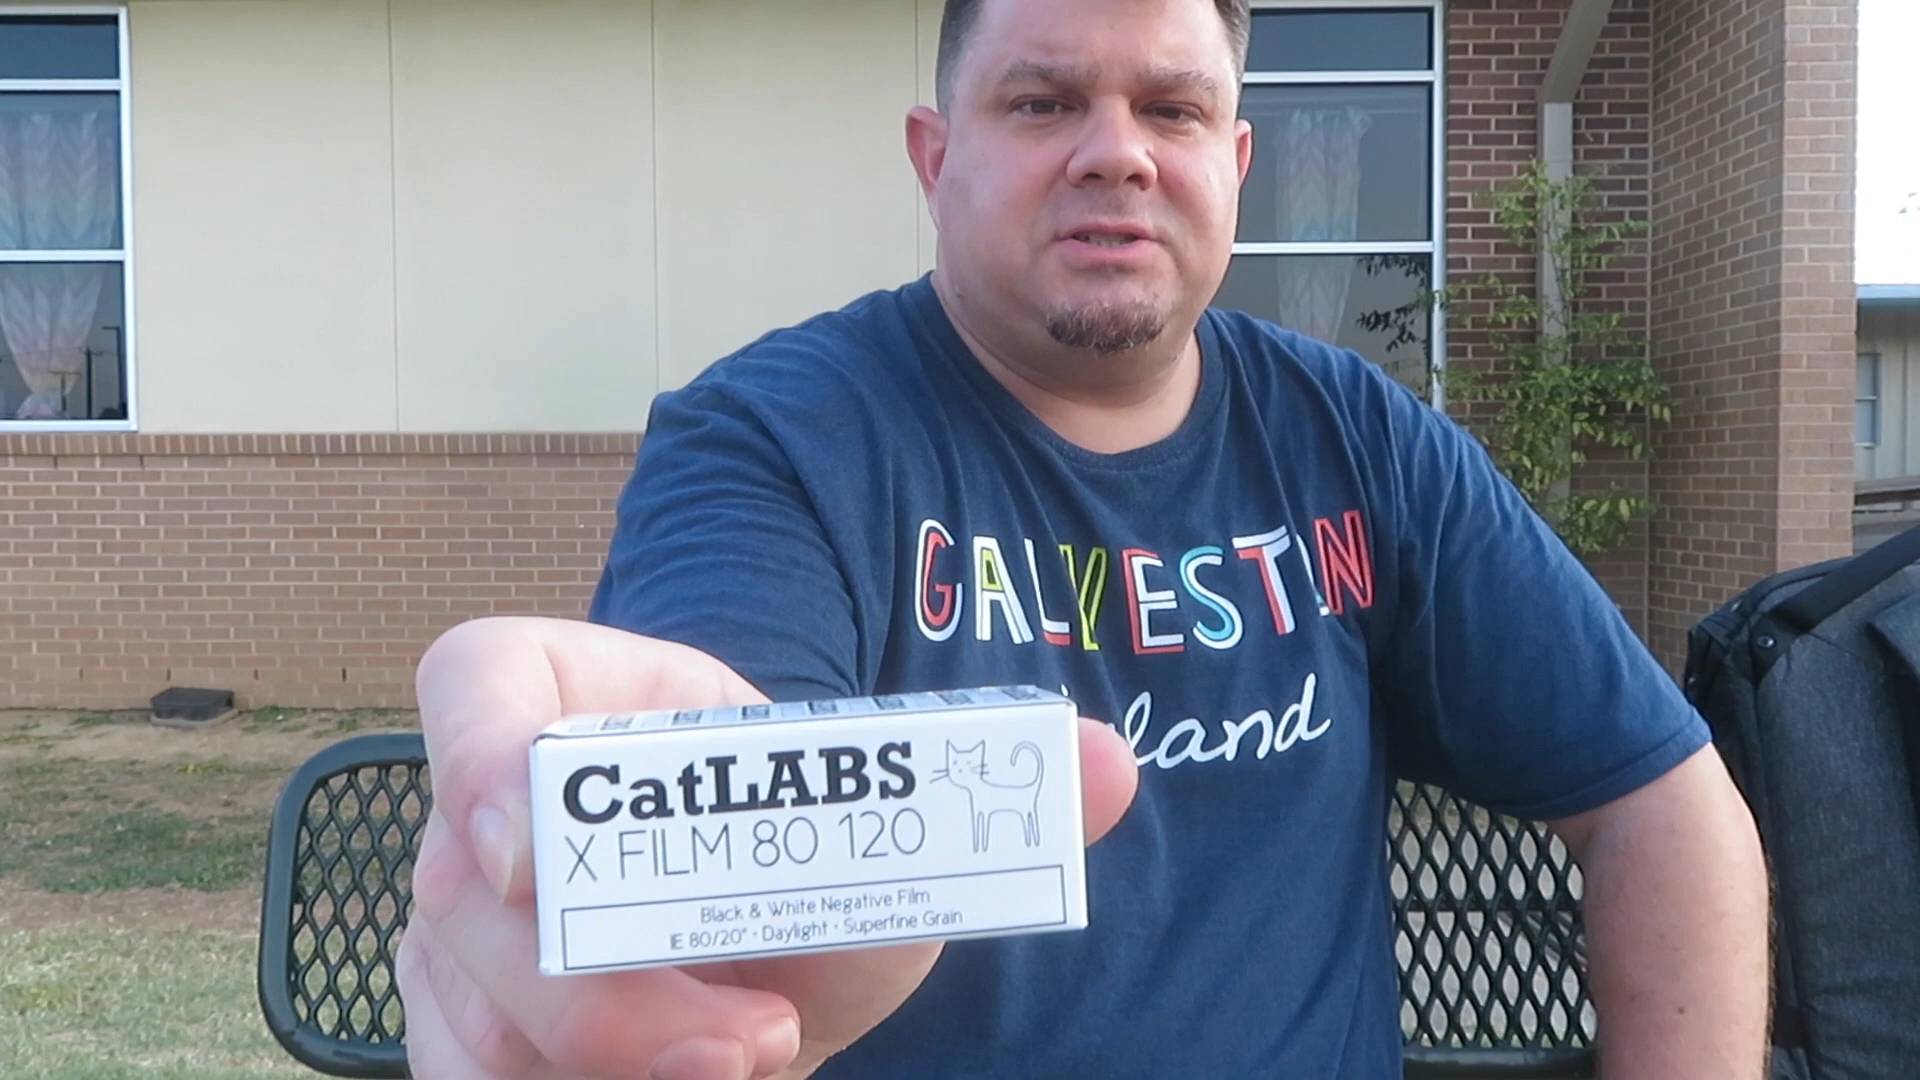 GALVESTON
island
CatLABS
X FILM 80 120
Black & White Negative Film
IE 80/20° · Daylight · Superfine Grain